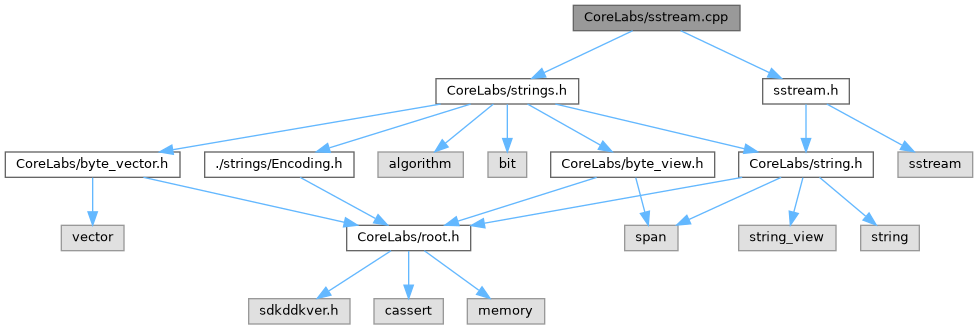 CoreLabs/sstream.cpp
CoreLabs/strings.h
sstream.h
CoreLabs/byte_vector.h
./strings/Encoding.h
algorithm
bit
CoreLabs/byte_view.h
CoreLabs/string.h
sstream
vector
CoreLabs/root.h
span
string_view
string
sdkddkver.h
cassert
memory